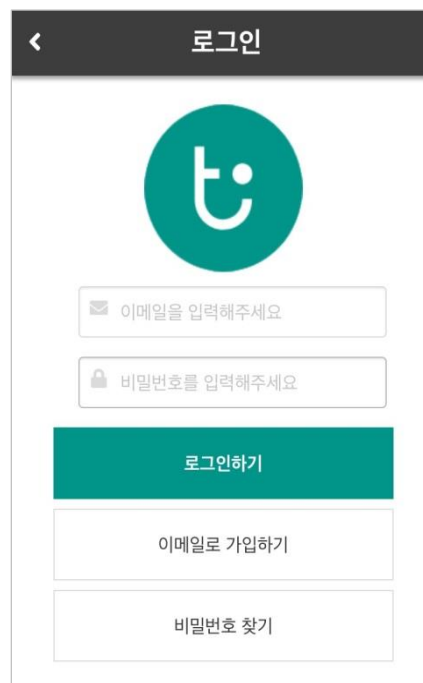 로그인
이메일을 입력해주세요
비밀번호를 입력해주세요
로그인하기
이메일로 가입하기
비밀번호 찾기